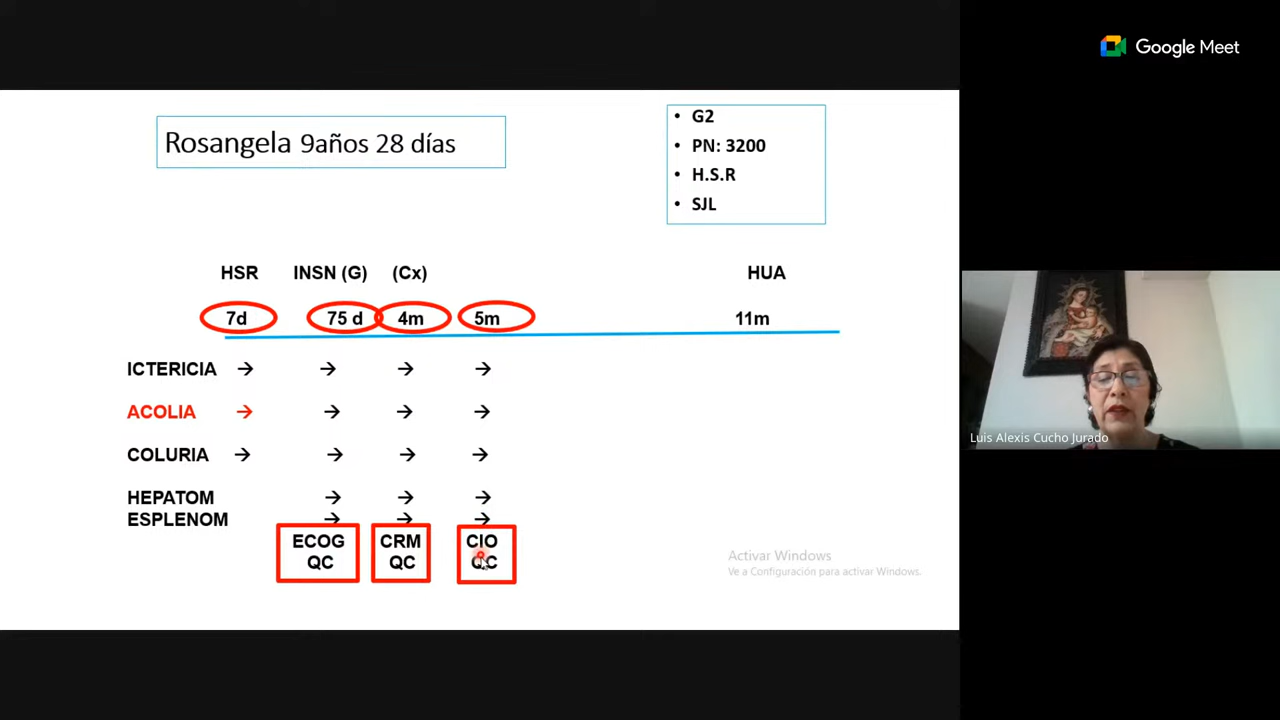 Google Meet
Rosangela 9años 28 días
• G2
• PN: 3200
• H.S.R
• SJL
HSR INSN (G) (Cx) HUA
7d 75 d 4m 5m 11m
ICTERICIA → → → →
ACOLIA → → → →
COLURIA → → → →
HEPATOM → → →
ESPLENOM → → →
ECOG CRM CIO
QC QC QC
Activar Windows
Ve a Configuración para activar Windows.
Luis Alexis Cucho Jurado